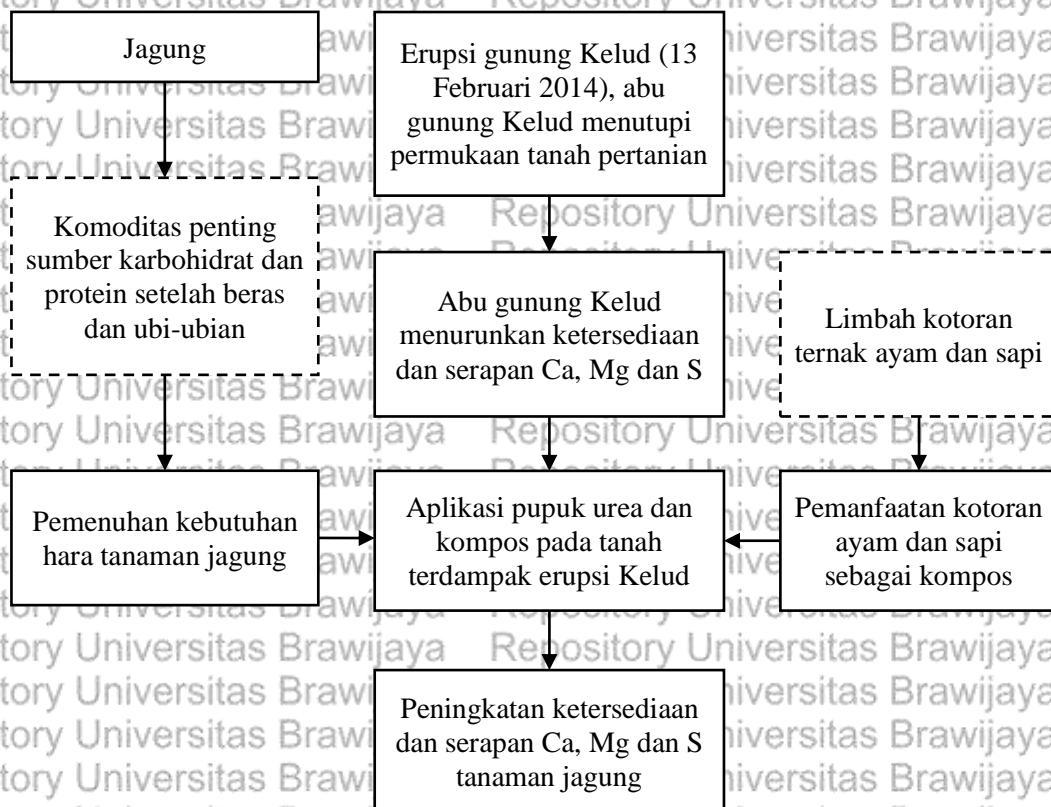 Jagung
Komoditas penting
sumber karbohidrat dan
protein setelah beras
dan ubi-ubian
Pemenuhan kebutuhan
hara tanaman jagung
Erupsi gunung Kelud (13
Februari 2014), abu
gunung Kelud menutupi
permukaan tanah pertanian
Abu gunung Kelud
menurunkan ketersediaan
dan serapan Ca, Mg dan S
Aplikasi pupuk urea dan
kompos pada tanah
terdampak erupsi Kelud
Peningkatan ketersediaan
dan serapan Ca, Mg dan S
tanaman jagung
Limbah kotoran
ternak ayam dan sapi
Pemanfaatan kotoran
ayam dan sapi
sebagai kompos
Repository Universitas Brawijaya